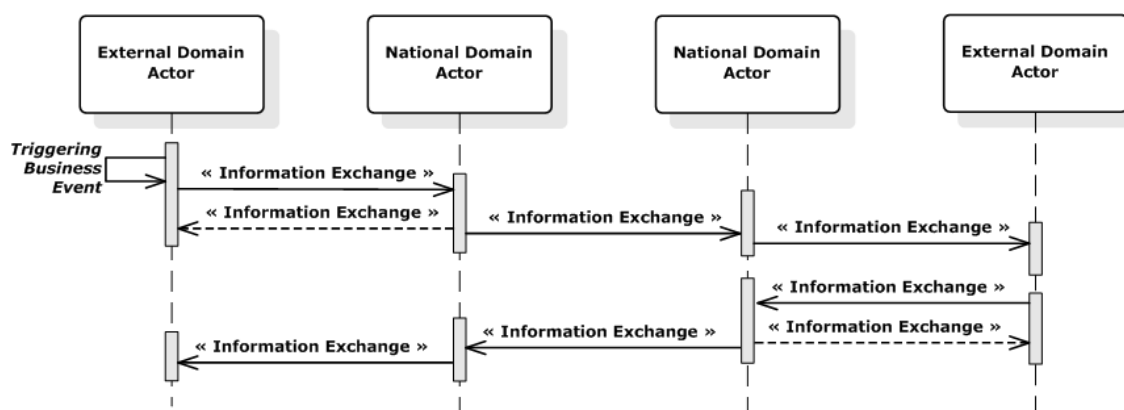 External Domain
Actor
National Domain
Actor
National Domain
Actor
External Domain
Actor
Triggering
Business
Event
« Information Exchange »
« Information Exchange »
« Information Exchange »
« Information Exchange »
« Information Exchange »
« Information Exchange »
« Information Exchange »
« Information Exchange »